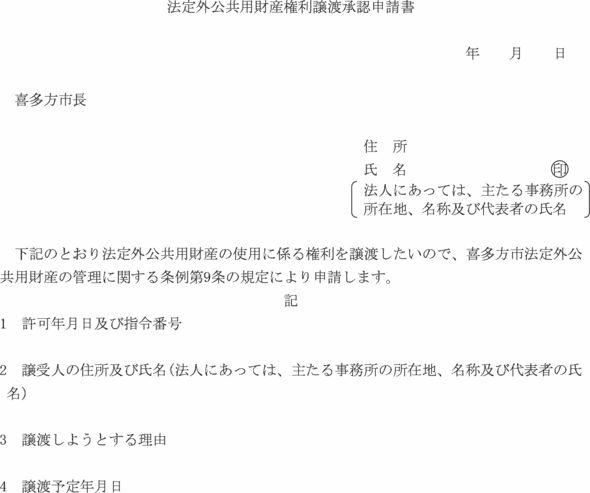 法定外公共用財産権利譲渡承認申請書
年　月　日
喜多方市長
住　所
氏　名　㊞
法人にあっては、主たる事務所の
所在地、名称及び代表者の氏名
下記のとおり法定外公共用財産の使用に係る権利を譲渡したいので、喜多方市法定外公
共用財産の管理に関する条例第9条の規定により申請します。
記
1　許可年月日及び指令番号
2　譲受人の住所及び氏名(法人にあっては、主たる事務所の所在地、名称及び代表者の氏
名)
3　譲渡しようとする理由
4　譲渡予定年月日